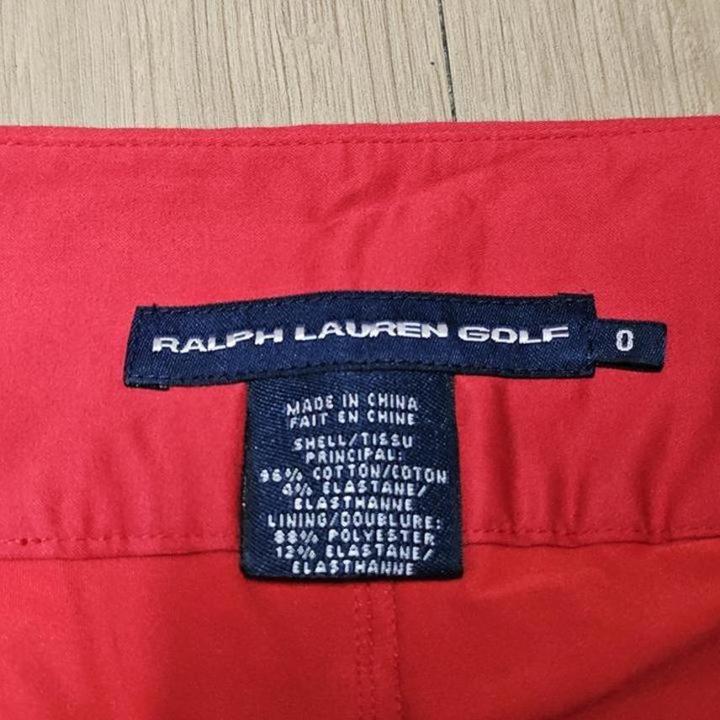 RALPH LAUREN GOLF
0
MADE IN CHINA
FAIT EN CHINE
SHELL/TISSU
PRINCIPAL:
96% COTTON/COTON
4% ELASTANE/
ELASTHANNE
LINING/DOUBLURE:
88% POLYESTER
12% ELASTANE/
ELASTHANNE